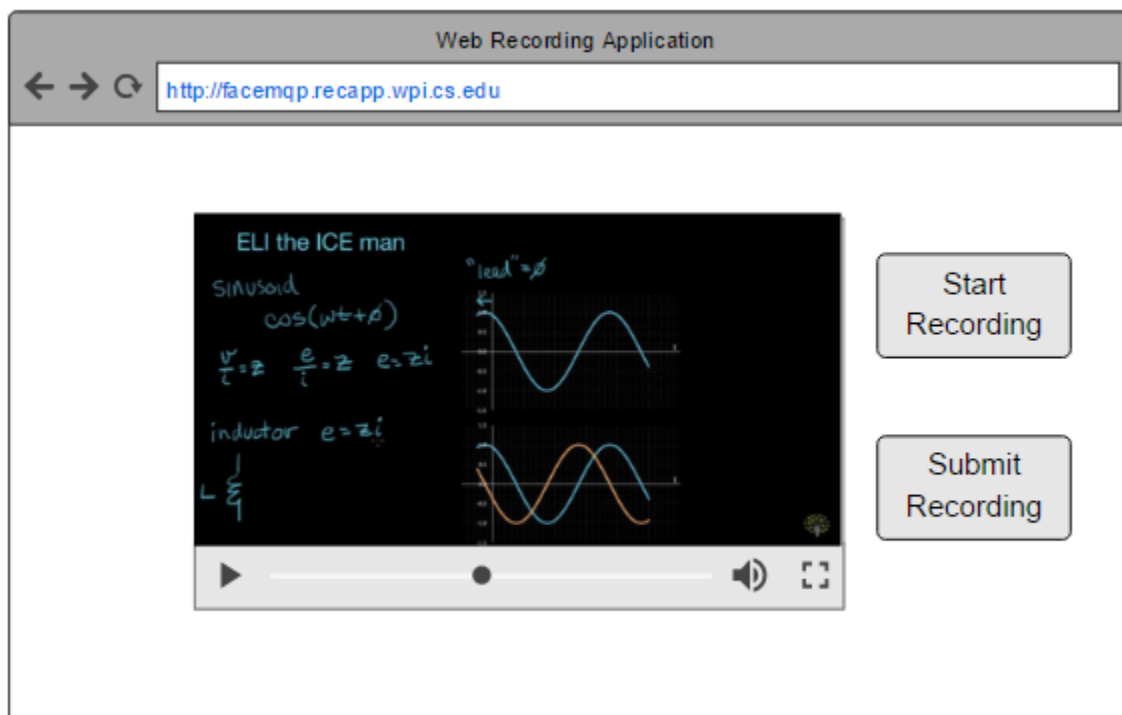 Web Recording Application
http://facemqp.recapp.wpi.cs.edu
ELI the ICE man
sinusoid
cos(wt+ø)
v/i = z e/i = z e = zi
inductor e = zi
L
"lead" = ø
t
t
Start
Recording
Submit
Recording